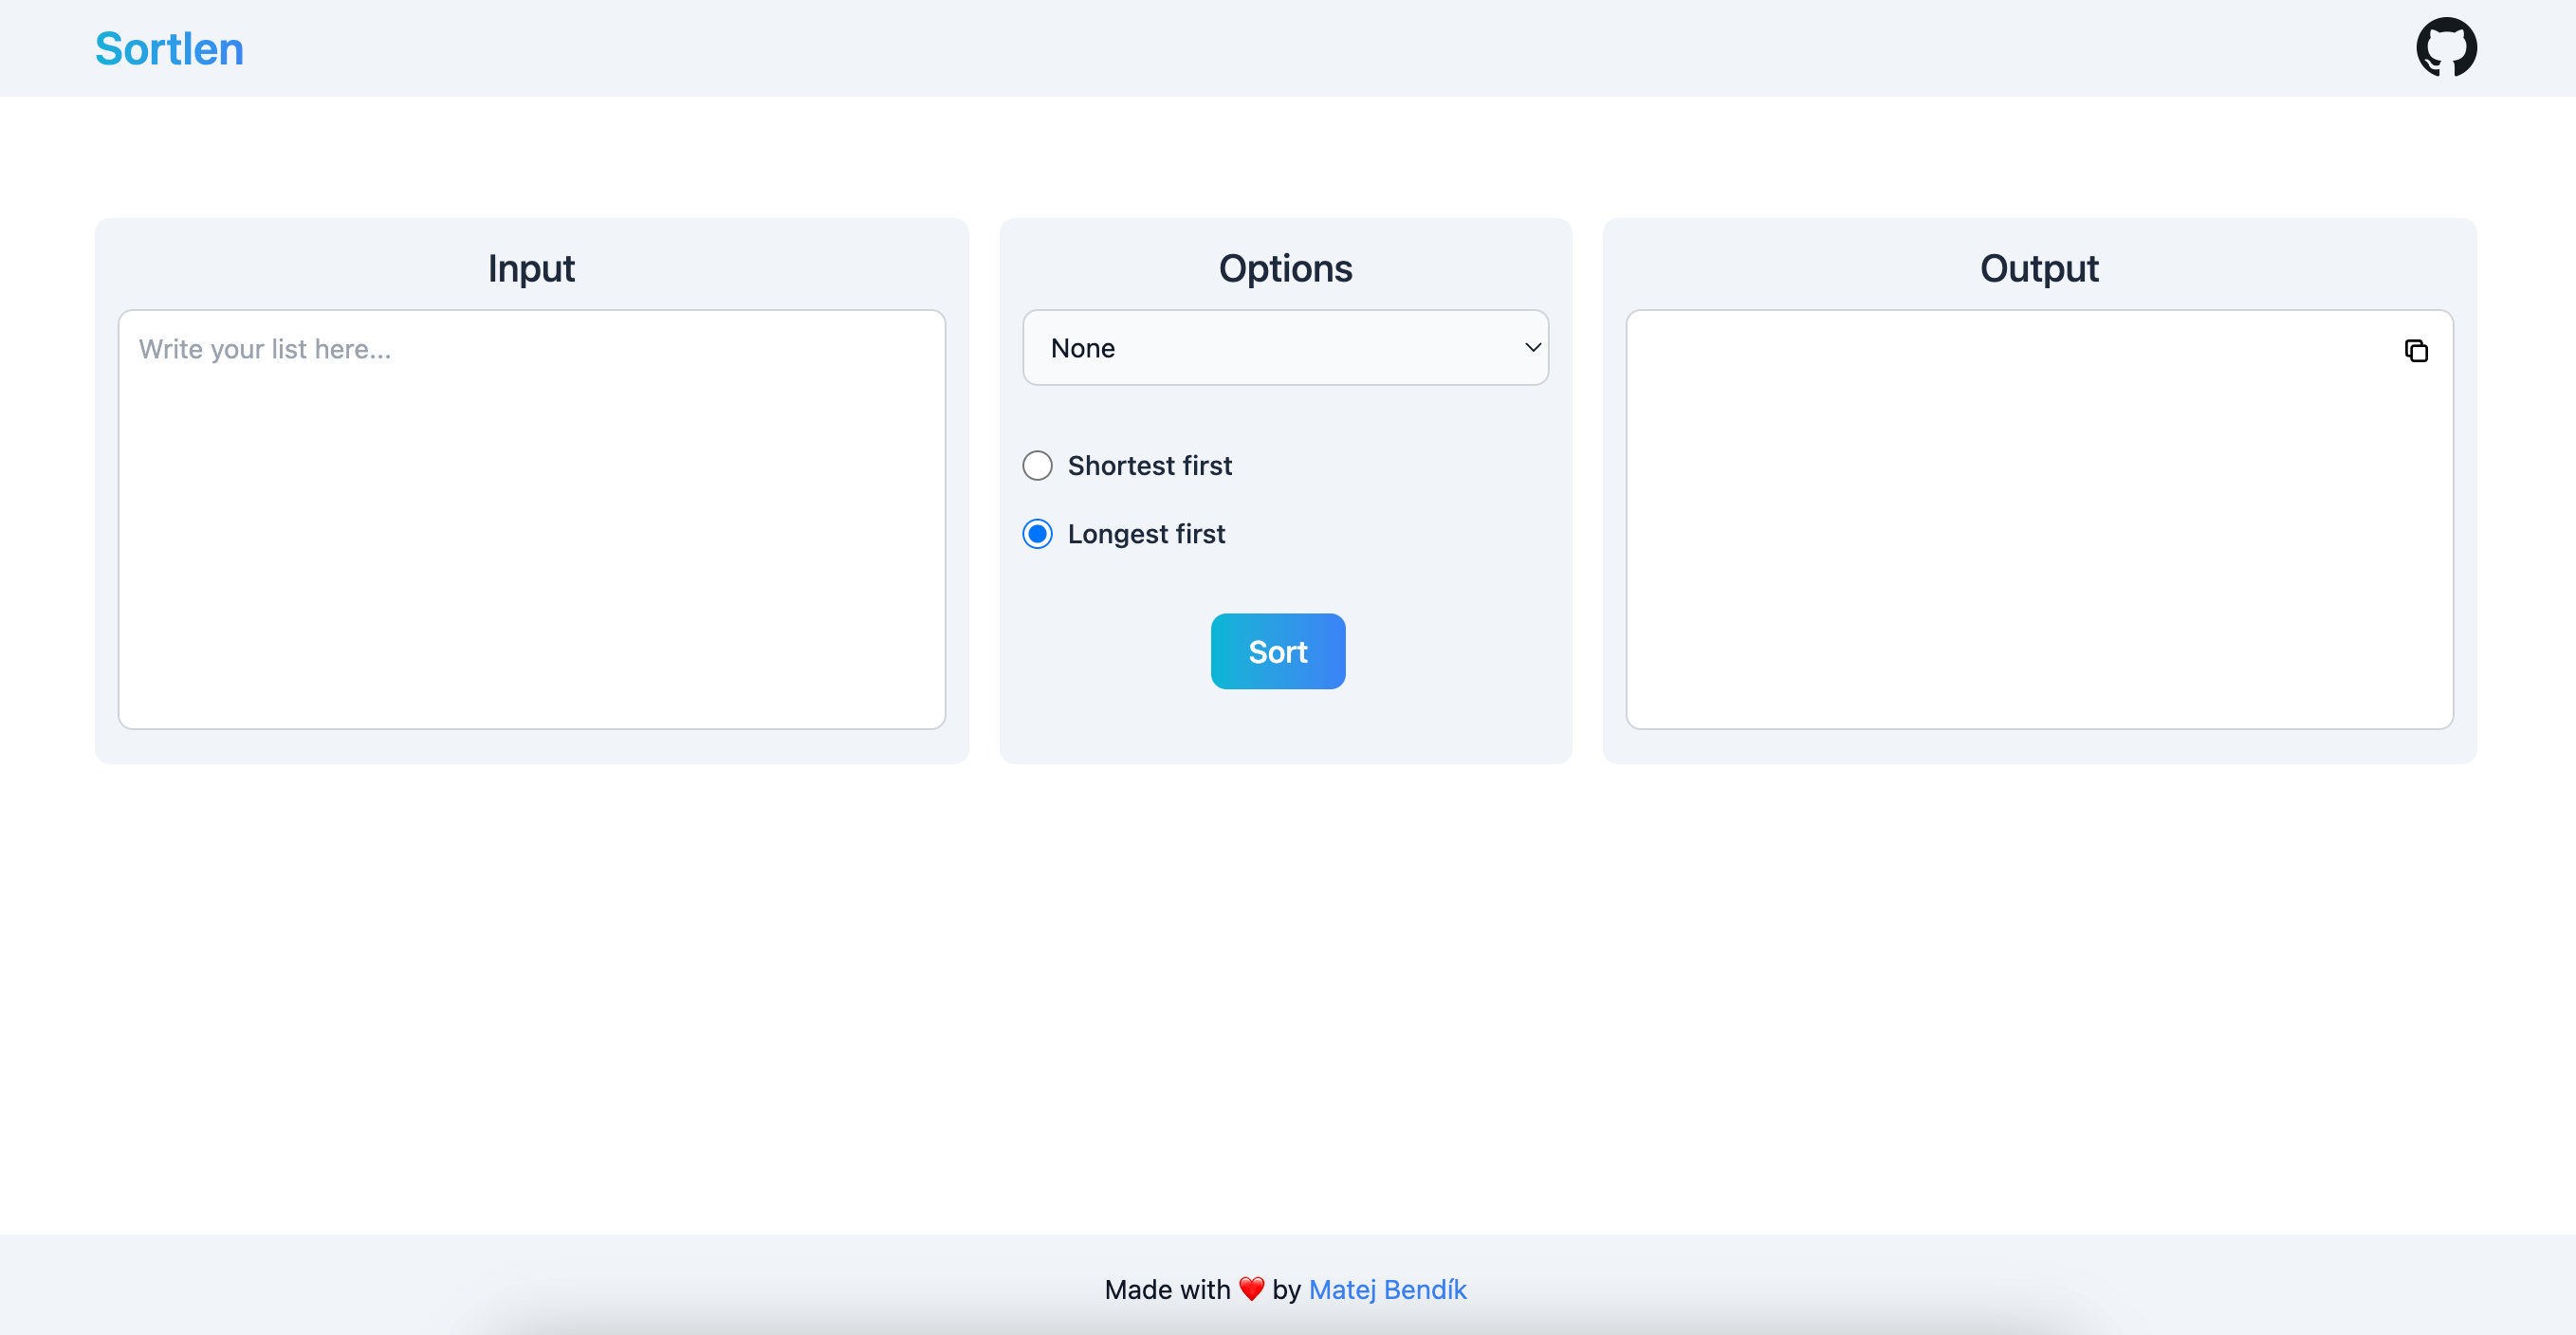 Sortlen
Input
Write your list here...
Options
None
Shortest first
Longest first
Sort
Output
Made with ❤️ by Matej Bendík